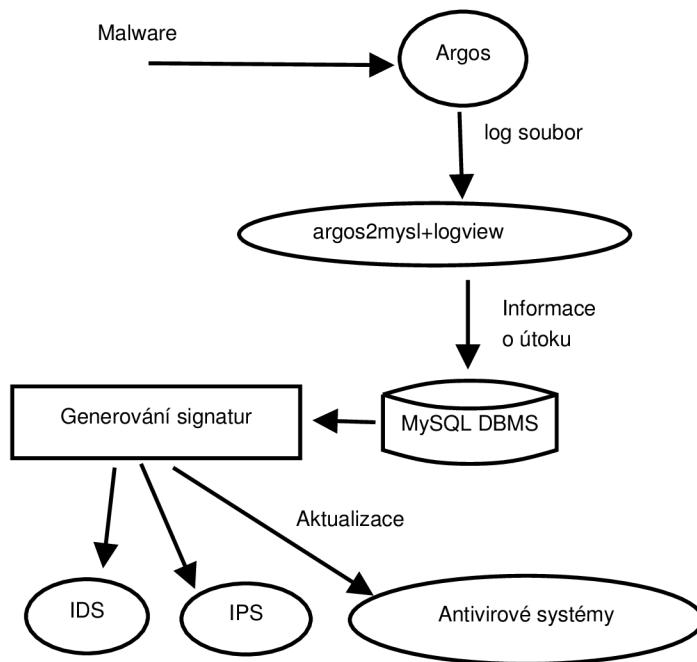 Malware
Argos
log soubor
argos2mysl+logview
Informace
o útoku
Generování signatur
MySQL DBMS
Aktualizace
IDS
IPS
Antivirové systémy